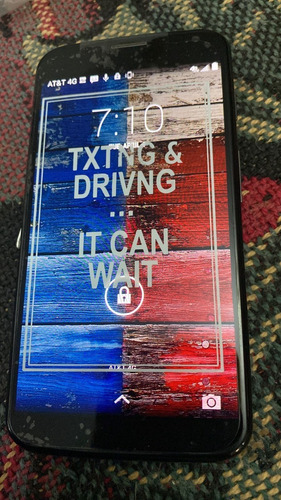 AT&T 4G
7:10
TXTNG &
DRIVNG
...
IT CAN
WAIT
AT&T 4G